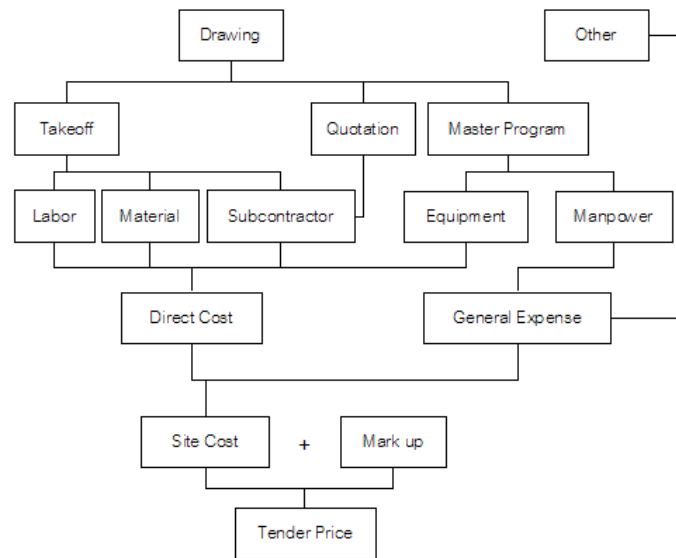 Drawing
Other
Takeoff
Quotation
Master Program
Labor
Material
Subcontractor
Equipment
Manpower
Direct Cost
General Expense
Site Cost
+
Mark up
Tender Price